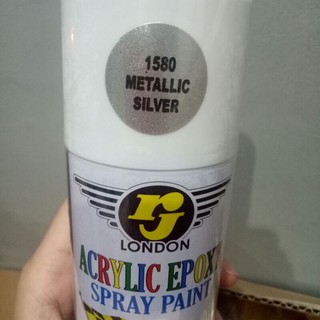 1580
METALLIC
SILVER
rj
LONDON
ACRYLIC EPOXY
SPRAY PAINT